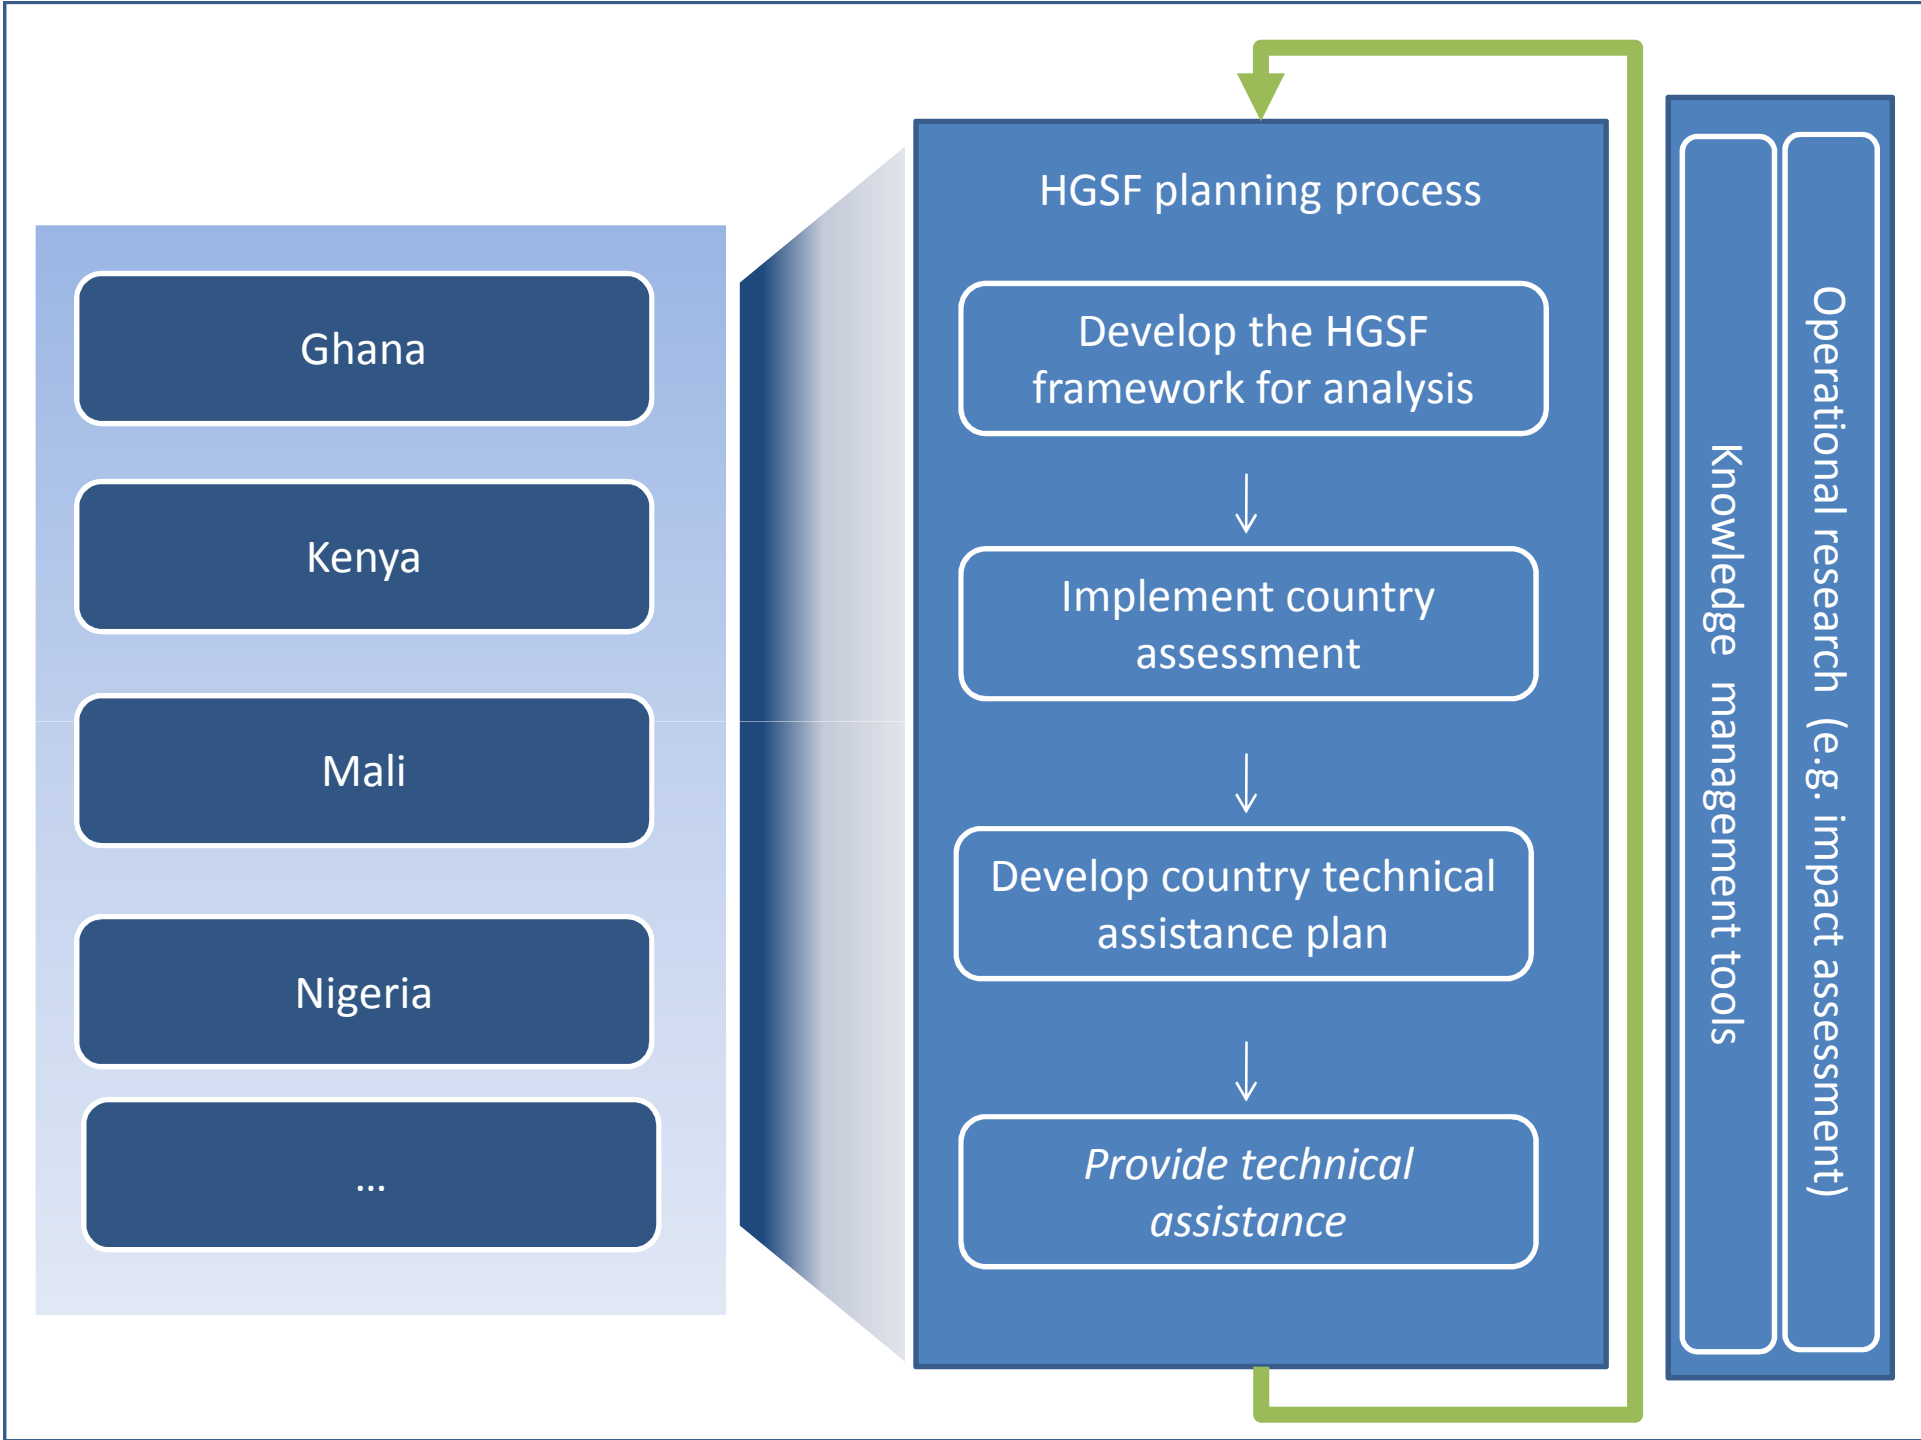 Ghana
Kenya
Mali
Nigeria
...
HGSF planning process
Develop the HGSF
framework for analysis
Implement country
assessment
Develop country technical
assistance plan
Provide technical
assistance
Knowledge management tools
Operational research (e.g. impact assessment)